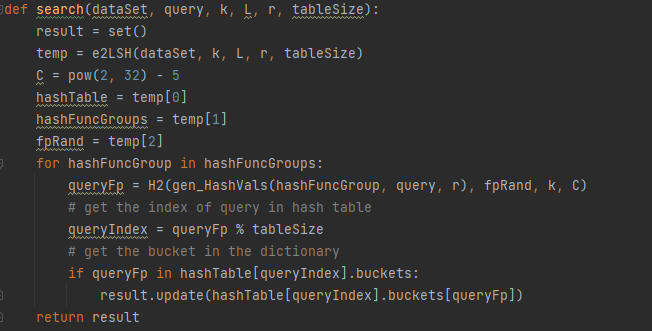 def search(dataSet, query, k, L, r, tableSize):
    result = set()
    temp = e2LSH(dataSet, k, L, r, tableSize)
    C = pow(2, 32) - 5
    hashTable = temp[0]
    hashFuncGroups = temp[1]
    fpRand = temp[2]
    for hashFuncGroup in hashFuncGroups:
        queryFp = H2(gen_HashVals(hashFuncGroup, query, r), fpRand, k, C)
        # get the index of query in hash table
        queryIndex = queryFp % tableSize
        # get the bucket in the dictionary
        if queryFp in hashTable[queryIndex].buckets:
            result.update(hashTable[queryIndex].buckets[queryFp])
    return result